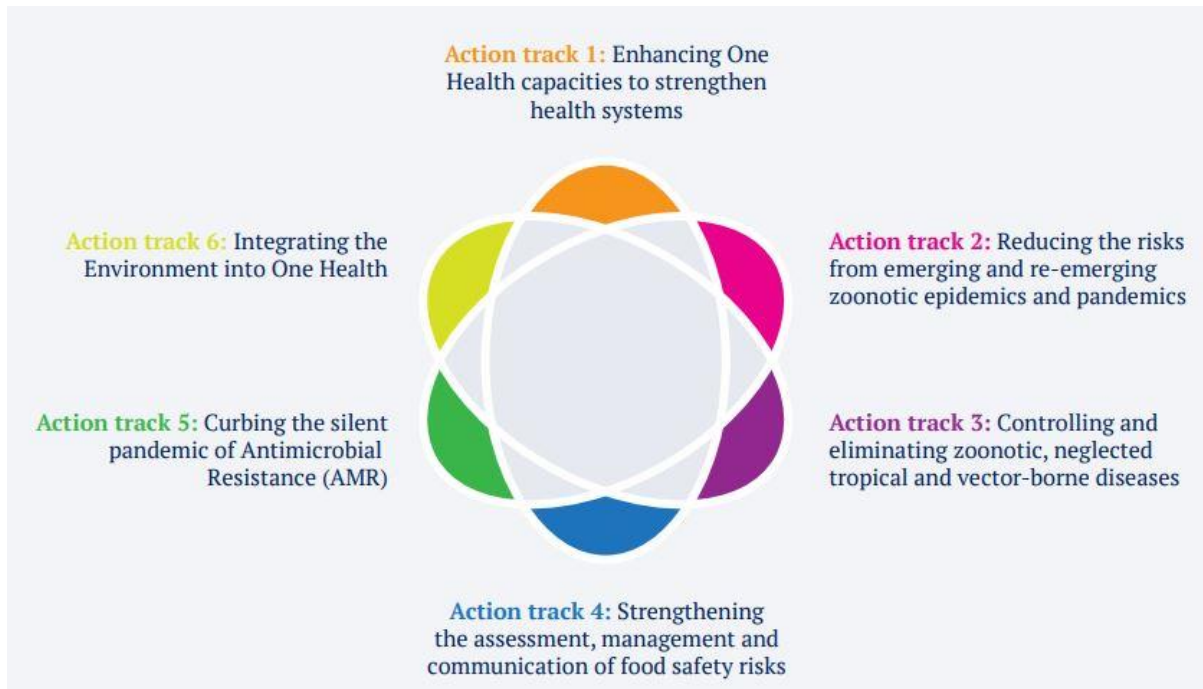 Action track 1: Enhancing One
Health capacities to strengthen
health systems
Action track 6: Integrating the
Environment into One Health
Action track 2: Reducing the risks
from emerging and re-emerging
zoonotic epidemics and pandemics
Action track 5: Curbing the silent
pandemic of Antimicrobial
Resistance (AMR)
Action track 3: Controlling and
eliminating zoonotic, neglected
tropical and vector-borne diseases
Action track 4: Strengthening
the assessment, management and
communication of food safety risks